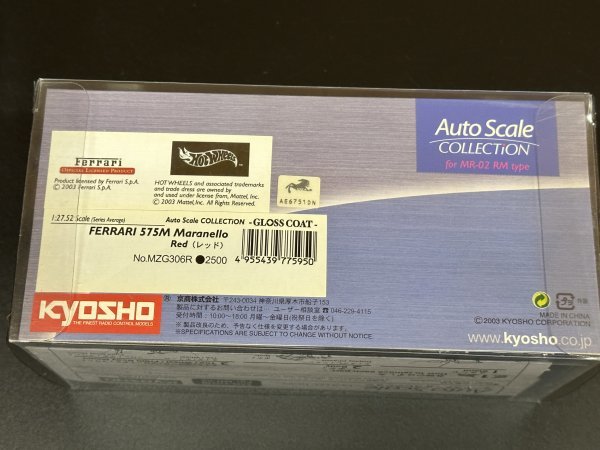 Auto Scale
COLLECTION
for MR-02 RM type
Ferrari
OFFICIAL LICENSED PRODUCT
Product licensed by Ferrari S.p.A.
© 2003 Ferrari S.p.A.
HOT WHEELS
HOT WHEELS and associated trademarks
and trade dress are owned by
and used under license from, Mattel, Inc.
© 2003 Mattel,Inc. All Rights Reserved.
AE6751DN
1:27.52 Scale (Series Average)
Auto Scale COLLECTION - GLOSS COAT -
FERRARI 575M Maranello
Red (レッド)
No.MZG306R ●2500
4 955439 775950
KYOSHO ®
THE FINEST RADIO CONTROL MODELS
京商株式会社 〒243-0034 神奈川県厚木市船子153
製品に対するお問い合わせは… ユーザー相談室 ☎046-229-4115
受付時間：10:00~18:00 月曜~金曜日(祝祭日を除く)
※製品改良のため、予告なく仕様を変更する場合があります。
※SPECIFICATIONS ARE SUBJECT TO CHANGE WITHOUT NOTICE
プラ
外箱
MADE IN CHINA
©2003 KYOSHO CORPORATION
www.kyosho.co.jp